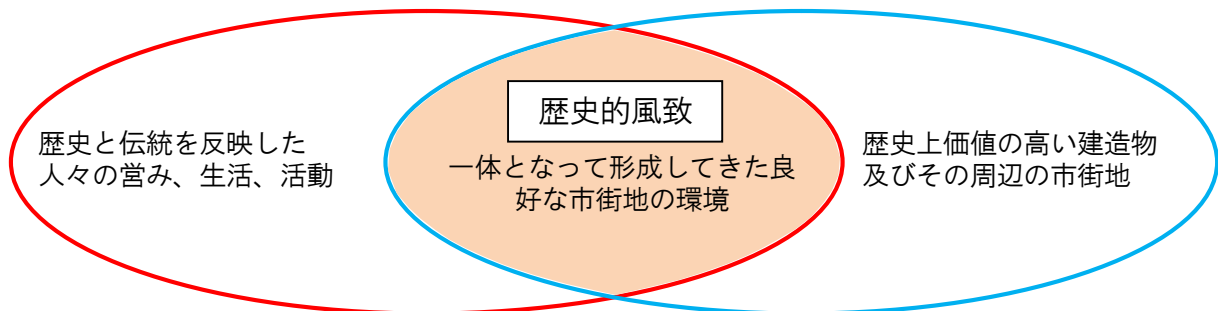 歴史と伝統を反映した
人々の営み、生活、活動
歴史的風致
一体となって形成してきた良
好な市街地の環境
歴史上価値の高い建造物
及びその周辺の市街地